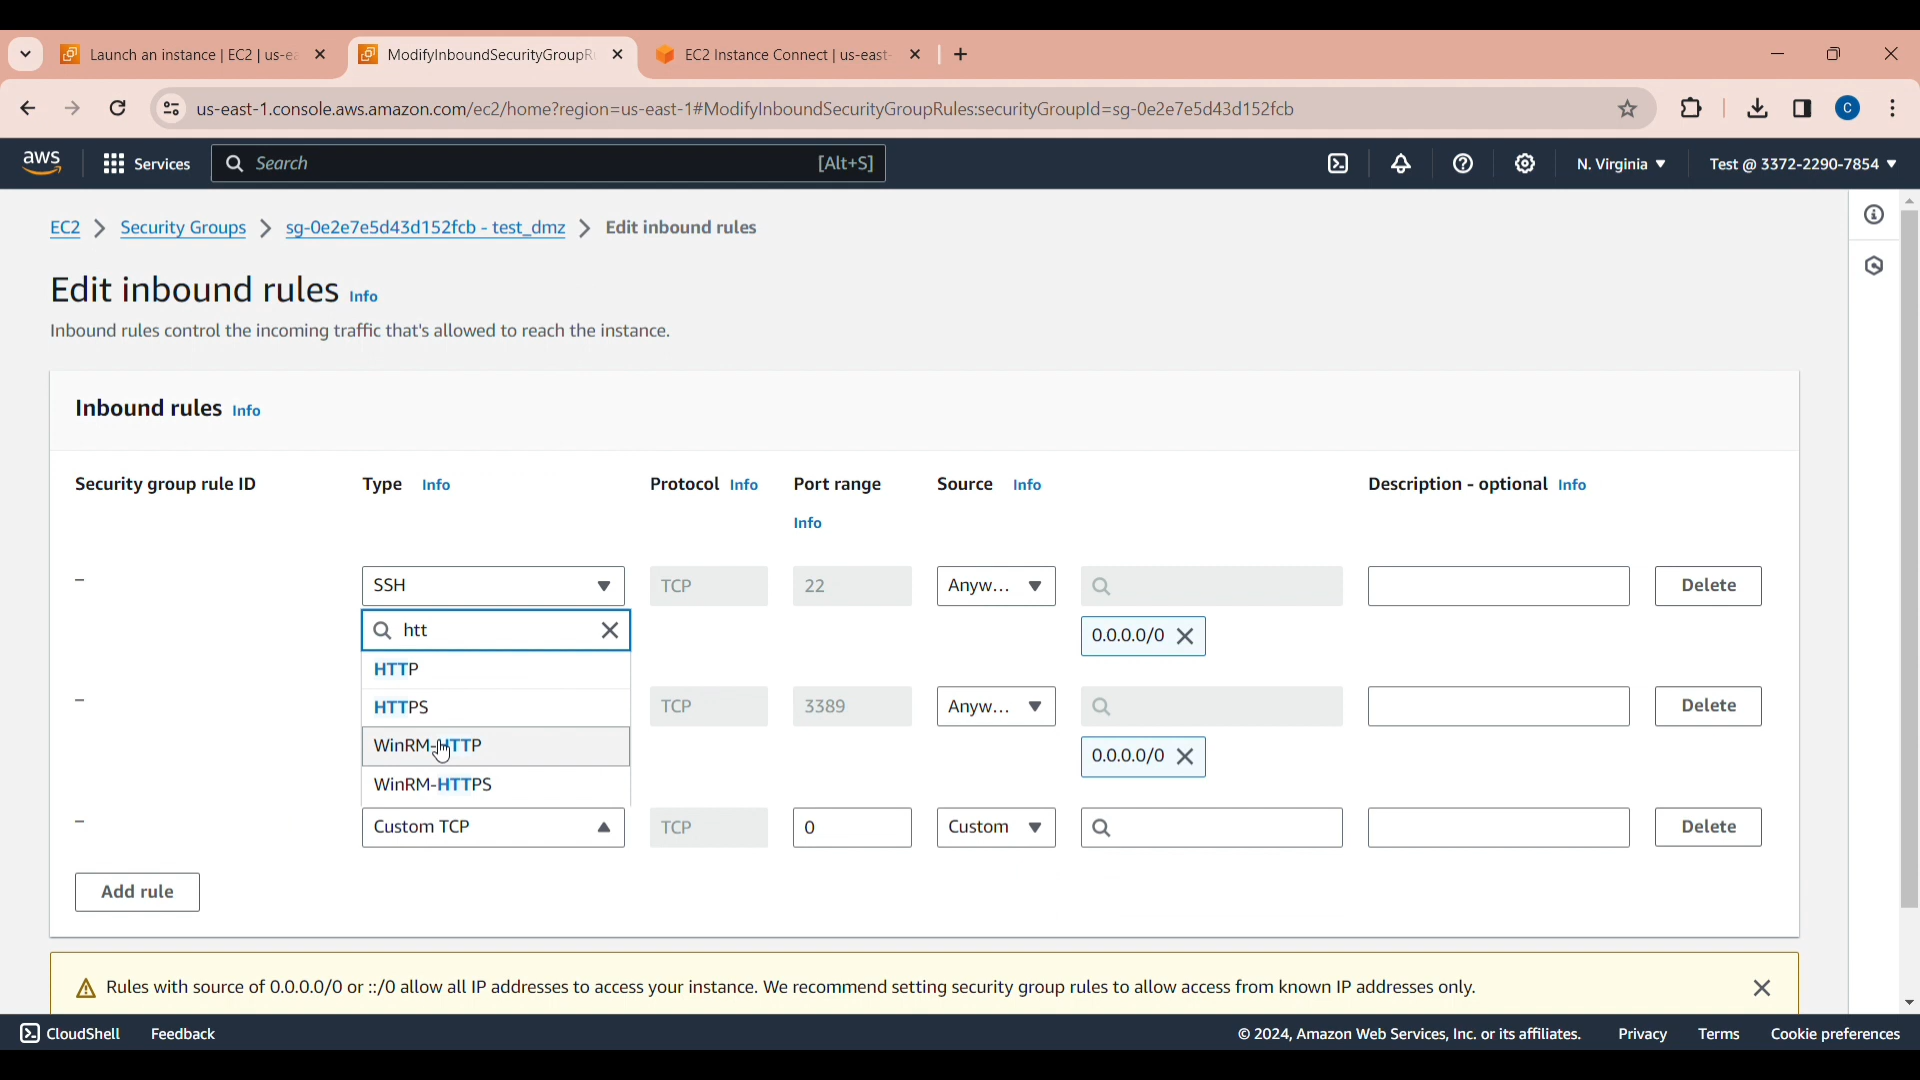 Launch an instance | EC2 | us-ea
ModifyInboundSecurityGroupR
EC2 Instance Connect | us-east-
us-east-1.console.aws.amazon.com/ec2/home?region=us-east-1#ModifyInboundSecurityGroupRules:securityGroupId=sg-0e2e7e5d43d152fcb
C
aws
Services
Search
[Alt+S]
N. Virginia
Test @ 3372-2290-7854
EC2
Security Groups
sg-0e2e7e5d43d152fcb - test_dmz
Edit inbound rules
Edit inbound rules Info
Inbound rules control the incoming traffic that's allowed to reach the instance.
Inbound rules Info
Security group rule ID
Type Info
Protocol Info
Port range
Info
Source Info
Description - optional Info
–
SSH
TCP
22
Anyw...
0.0.0.0/0
Delete
htt
HTTP
HTTPS
WinRM-HTTP
WinRM-HTTPS
–
TCP
3389
Anyw...
0.0.0.0/0
Delete
–
Custom TCP
TCP
0
Custom
Delete
Add rule
Rules with source of 0.0.0.0/0 or ::/0 allow all IP addresses to access your instance. We recommend setting security group rules to allow access from known IP addresses only.
CloudShell
Feedback
© 2024, Amazon Web Services, Inc. or its affiliates.
Privacy
Terms
Cookie preferences